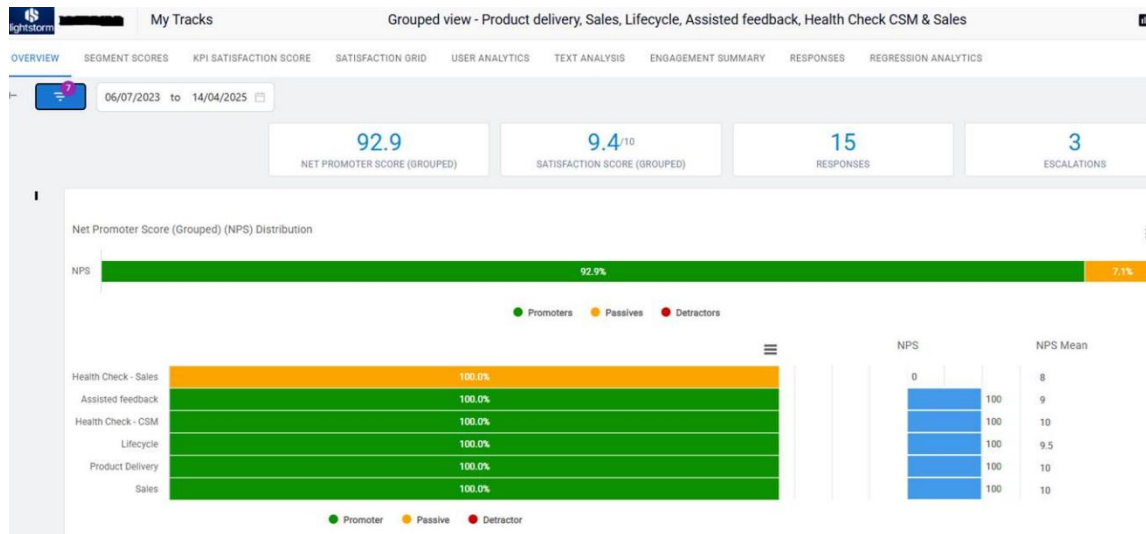 lightstorm
My Tracks
Grouped view - Product delivery, Sales, Lifecycle, Assisted feedback, Health Check CSM & Sales
OVERVIEW SEGMENT SCORES KPI SATISFACTION SCORE SATISFACTION GRID USER ANALYTICS TEXT ANALYSIS ENGAGEMENT SUMMARY RESPONSES REGRESSION ANALYTICS
7
06/07/2023 to 14/04/2025
92.9 9.4/10 15 3
NET PROMOTER SCORE (GROUPED) SATISFACTION SCORE (GROUPED) RESPONSES ESCALATIONS
Net Promoter Score (Grouped) (NPS) Distribution
NPS 92.9% 7.1%
Promoters Passives Detractors
NPS NPS Mean
Health Check - Sales 100.0% 0 8
Assisted feedback 100.0% 100 9
Health Check - CSM 100.0% 100 10
Lifecycle 100.0% 100 9.5
Product Delivery 100.0% 100 10
Sales 100.0% 100 10
Promoter Passive Detractor